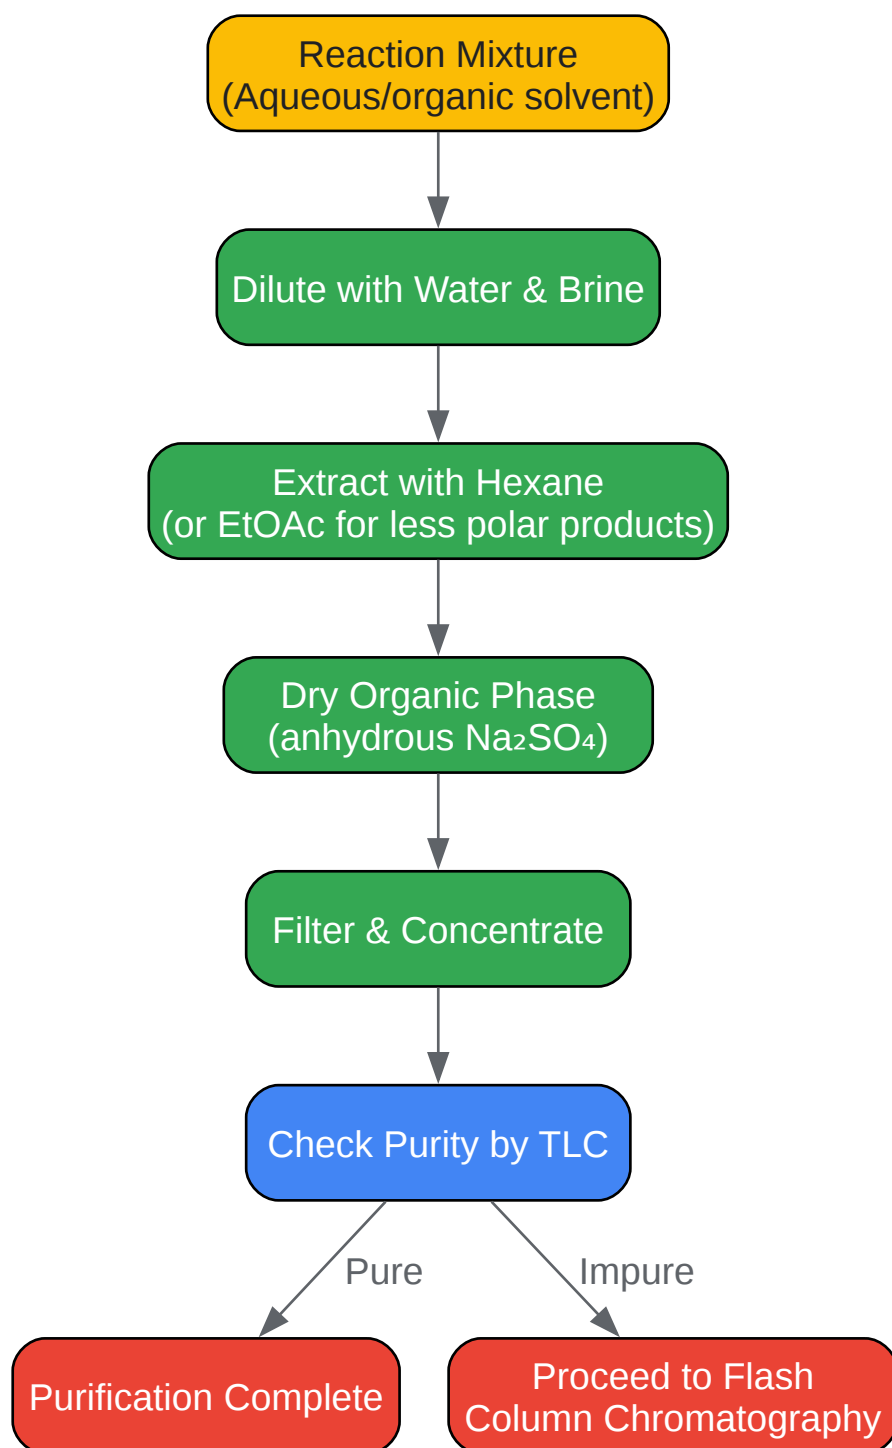 Reaction Mixture
(Aqueous/organic solvent)
Dilute with Water & Brine
Extract with Hexane
(or EtOAc for less polar products)
Dry Organic Phase
(anhydrous Na₂SO₄)
Filter & Concentrate
Check Purity by TLC
Pure
Impure
Purification Complete
Proceed to Flash
Column Chromatography